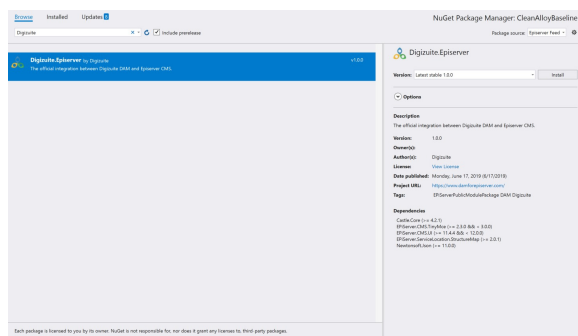 Browse Installed Updates
NuGet Package Manager: CleanAlloyBaseline
Digizuite
Include prerelease
Package source: Episerver Feed
Digizuite.Episerver by Digizuite v1.0.0
The official integration between Digizuite DAM and Episerver CMS.
Digizuite.Episerver
Version: Latest stable 1.0.0 Install
Options
Description
The official integration between Digizuite DAM and Episerver CMS.
Version: 1.0.0
Owner(s):
Author(s): Digizuite
License: View License
Date published: Monday, June 17, 2019 (6/17/2019)
Project URL: https://www.damforepiserver.com/
Tags: EPiServerPublicModulePackage DAM Digizuite
Dependencies
Castle.Core (>= 4.2.1)
EPiServer.CMS.TinyMce (>= 2.3.0 && < 3.0.0)
EPiServer.CMS.UI (>= 11.4.4 && < 12.0.0)
EPiServer.ServiceLocation.StructureMap (>= 2.0.1)
Newtonsoft.Json (>= 11.0.0)
Each package is licensed to you by its owner. NuGet is not responsible for, nor does it grant any licenses to, third-party packages.